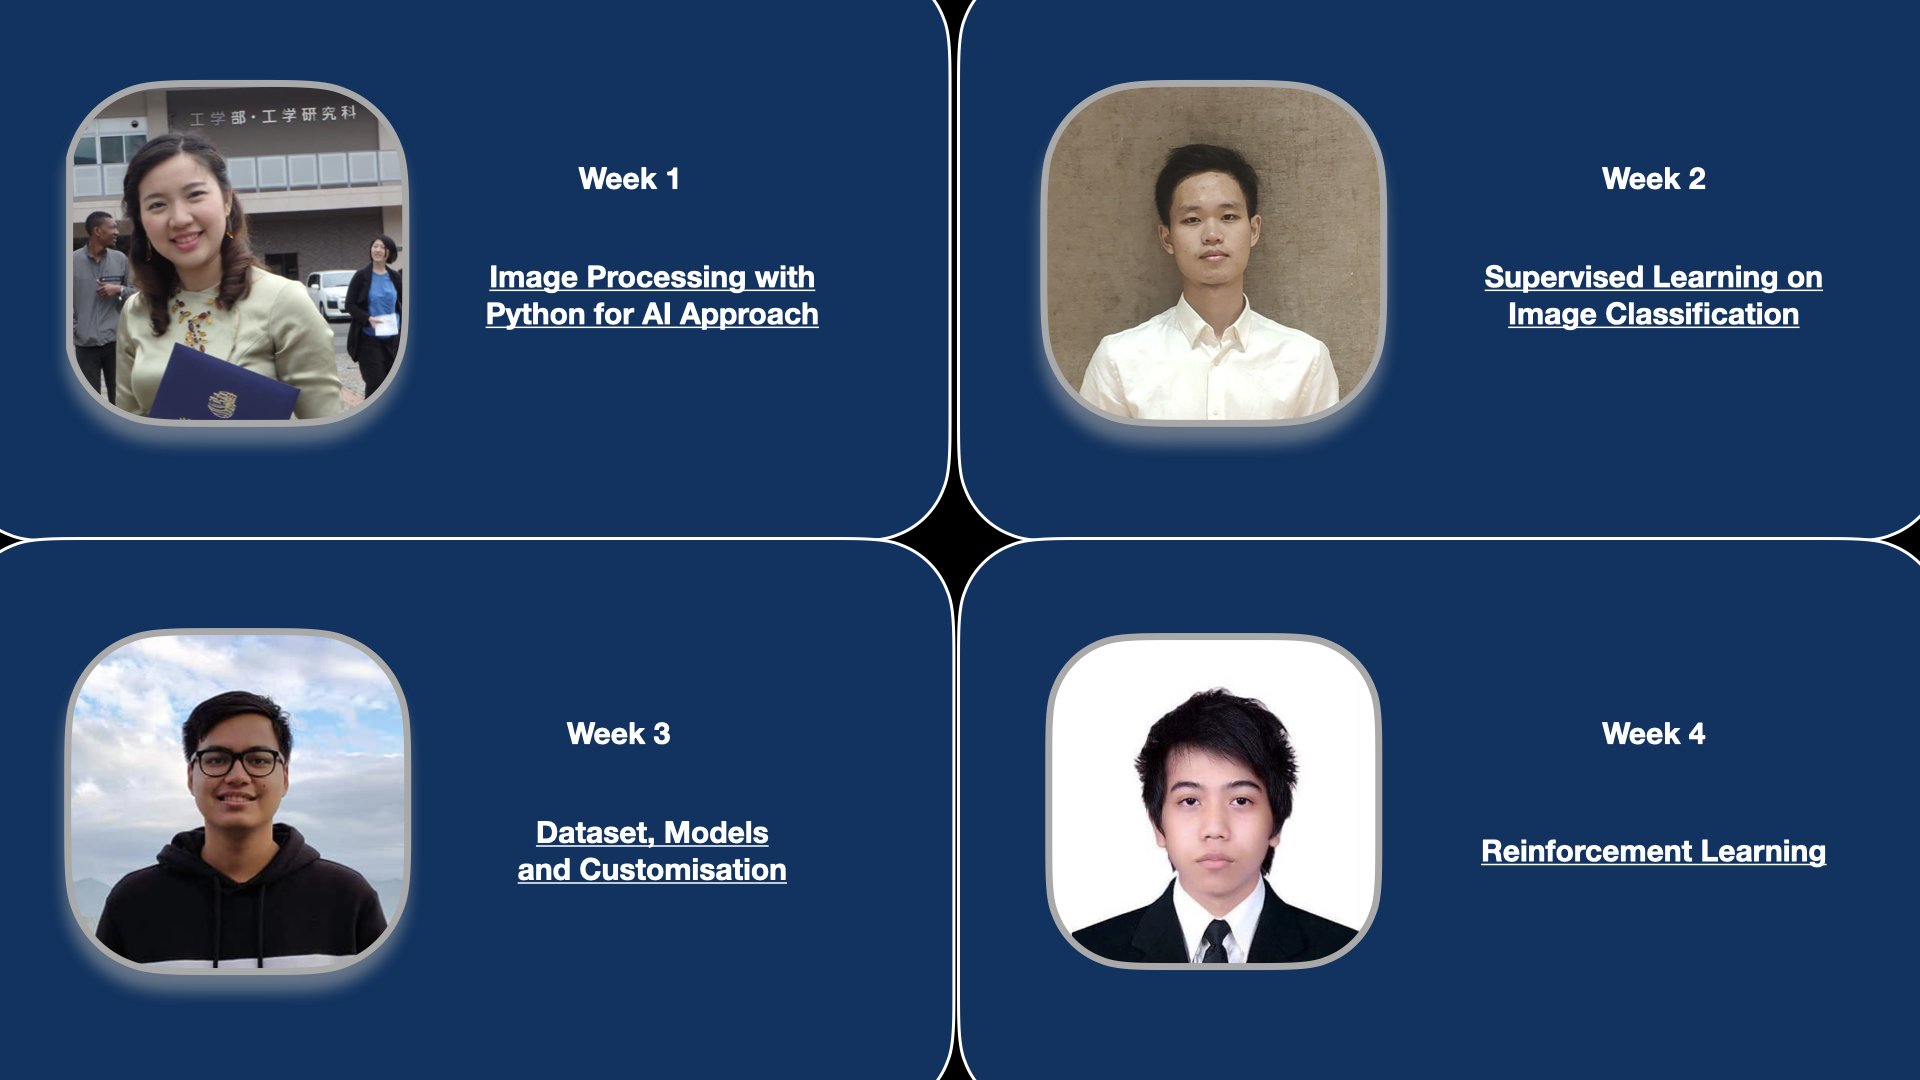 工学部・工学研究科
Week 1
Image Processing with
Python for AI Approach
Week 2
Supervised Learning on
Image Classification
Week 3
Dataset, Models
and Customisation
Week 4
Reinforcement Learning